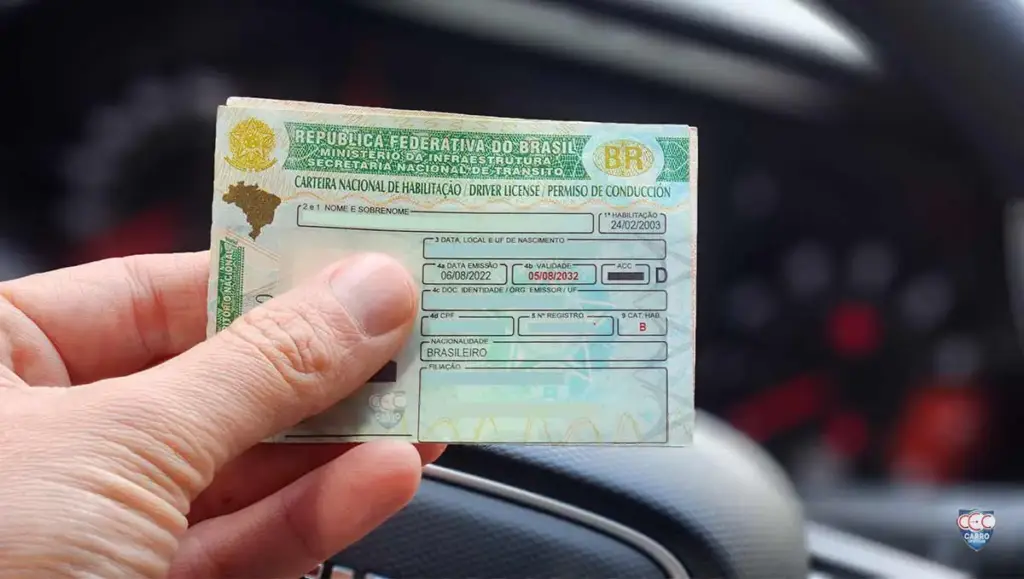 REPÚBLICA FEDERATIVA DO BRASIL
MINISTÉRIO DA INFRAESTRUTURA
SECRETARIA NACIONAL DE TRÂNSITO
BR
CARTEIRA NACIONAL DE HABILITAÇÃO / DRIVER LICENSE / PERMISO DE CONDUCCIÓN
2 e 1 NOME E SOBRENOME
1ª HABILITAÇÃO
24/02/2003
3 DATA, LOCAL E UF DE NASCIMENTO
4a DATA EMISSÃO
06/08/2022
4b VALIDADE
05/08/2032
ACC
D
4c DOC. IDENTIDADE / ÓRG. EMISSOR / UF
4d CPF
5 Nº REGISTRO
9 CAT. HAB.
B
NACIONALIDADE
BRASILEIRO
FILIAÇÃO
TÓRIO NACIONAL
CARRO